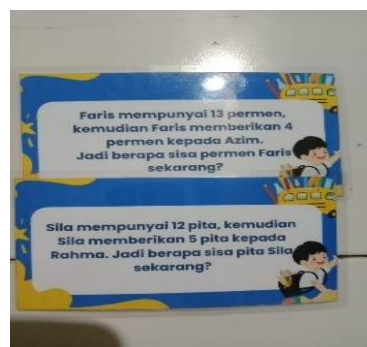 Faris mempunyai 13 permen,
kemudian Faris memberikan 4
permen kepada Azim.
Jadi berapa sisa permen Faris
sekarang?
Sila mempunyai 12 pita, kemudian
Sila memberikan 5 pita kepada
Rahma. Jadi berapa sisa pita Sila
sekarang?